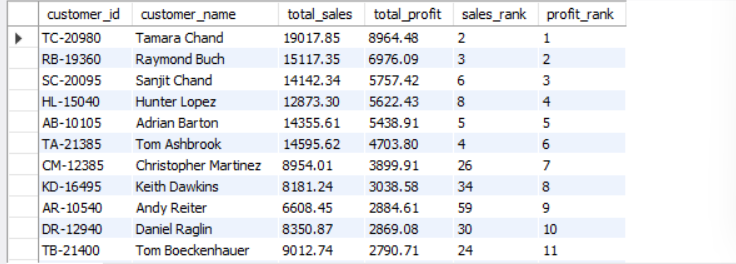 customer_id customer_name total_sales total_profit sales_rank profit_rank
TC-20980 Tamara Chand 19017.85 8964.48 2 1
RB-19360 Raymond Buch 15117.35 6976.09 3 2
SC-20095 Sanjit Chand 14142.34 5757.42 6 3
HL-15040 Hunter Lopez 12873.30 5622.43 8 4
AB-10105 Adrian Barton 14355.61 5438.91 5 5
TA-21385 Tom Ashbrook 14595.62 4703.80 4 6
CM-12385 Christopher Martinez 8954.01 3899.91 26 7
KD-16495 Keith Dawkins 8181.24 3038.58 34 8
AR-10540 Andy Reiter 6608.45 2884.61 59 9
DR-12940 Daniel Raglin 8350.87 2869.08 30 10
TB-21400 Tom Boeckenhauer 9012.74 2790.71 24 11